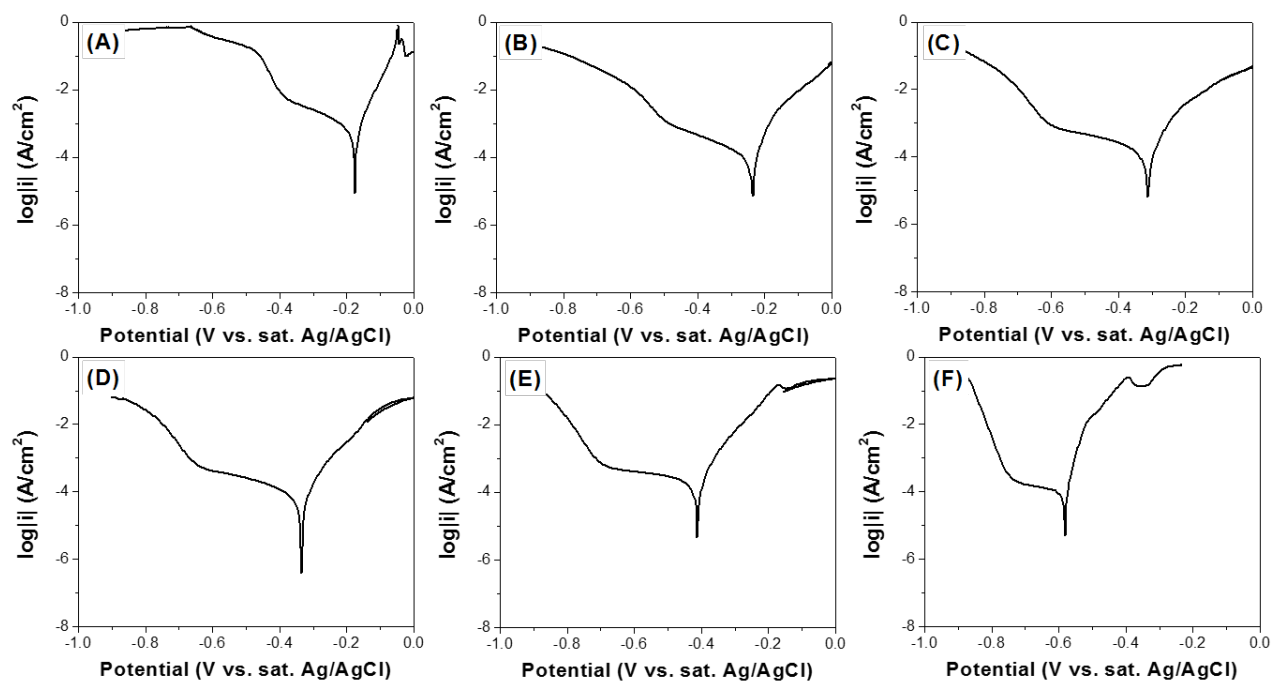 (A)
0
-2
-4
-6
-8
-1.0 -0.8 -0.6 -0.4 -0.2 0.0
log|i| (A/cm²)
Potential (V vs. sat. Ag/AgCl)
(B)
0
-2
-4
-6
-8
-1.0 -0.8 -0.6 -0.4 -0.2 0.0
log|i| (A/cm²)
Potential (V vs. sat. Ag/AgCl)
(C)
0
-2
-4
-6
-8
-1.0 -0.8 -0.6 -0.4 -0.2 0.0
log|i| (A/cm²)
Potential (V vs. sat. Ag/AgCl)
(D)
0
-2
-4
-6
-8
-1.0 -0.8 -0.6 -0.4 -0.2 0.0
log|i| (A/cm²)
Potential (V vs. sat. Ag/AgCl)
(E)
0
-2
-4
-6
-8
-1.0 -0.8 -0.6 -0.4 -0.2 0.0
log|i| (A/cm²)
Potential (V vs. sat. Ag/AgCl)
(F)
0
-2
-4
-6
-8
-1.0 -0.8 -0.6 -0.4 -0.2 0.0
log|i| (A/cm²)
Potential (V vs. sat. Ag/AgCl)